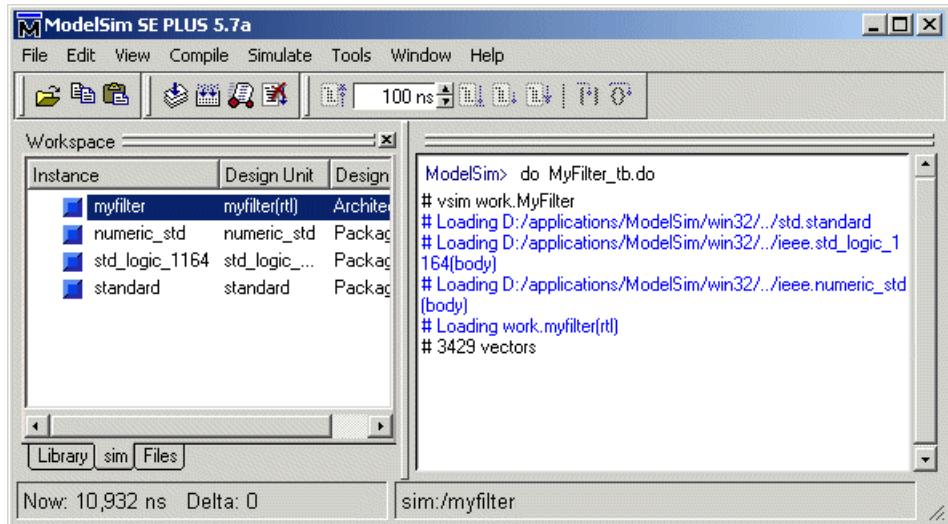 ModelSim SE PLUS 5.7a
File Edit View Compile Simulate Tools Window Help
100 ns
Workspace
Instance Design Unit Design
myfilter myfilter(rtl) Archite
numeric_std numeric_std Packag
std_logic_1164 std_logic_... Packag
standard standard Packag
Library sim Files
ModelSim> do MyFilter_tb.do
# vsim work.MyFilter
# Loading D:/applications/ModelSim/win32/../std.standard
# Loading D:/applications/ModelSim/win32/../ieee.std_logic_1
164(body)
# Loading D:/applications/ModelSim/win32/../ieee.numeric_std
(body)
# Loading work.myfilter(rtl)
# 3429 vectors
Now: 10,932 ns Delta: 0
sim:/myfilter